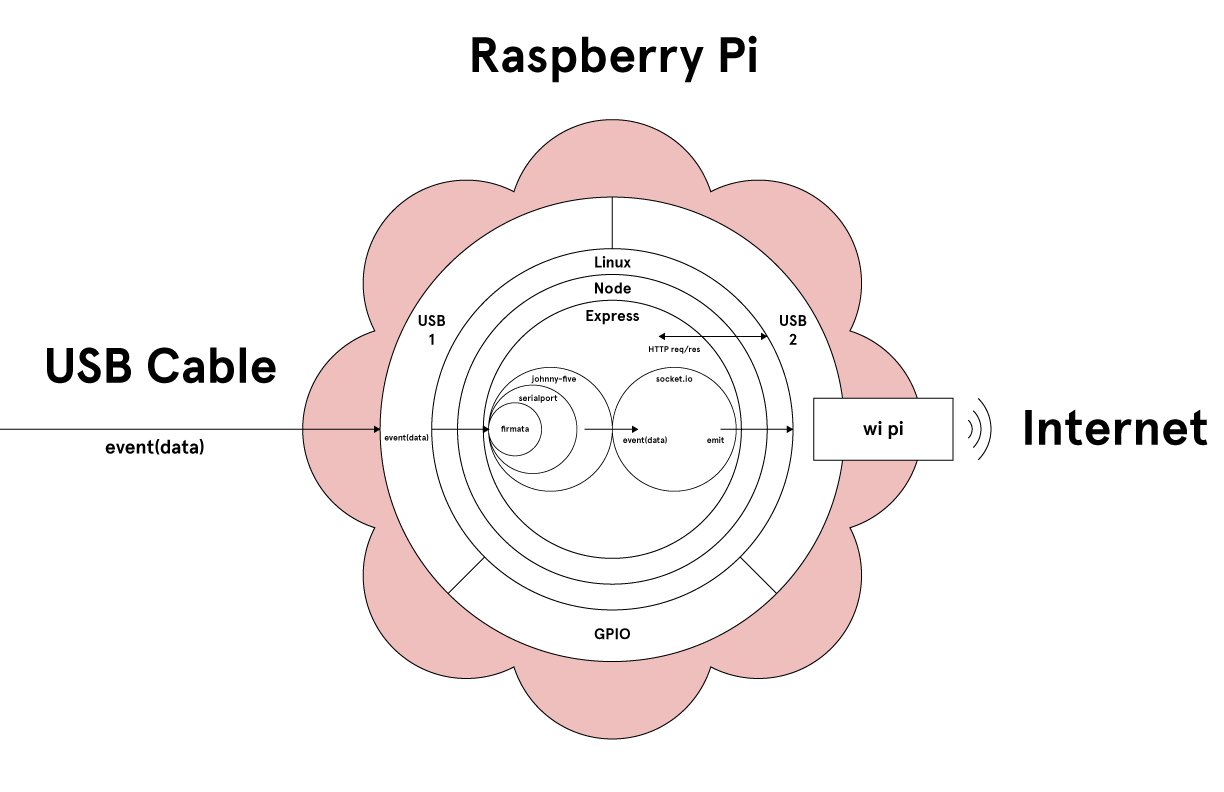 Raspberry Pi
Linux
Node
Express
USB
1
USB
2
HTTP req/res
USB Cable
event(data)
johnny-five
serialport
firmata
socket.io
event(data)
event(data)
emit
wi pi
Internet
GPIO